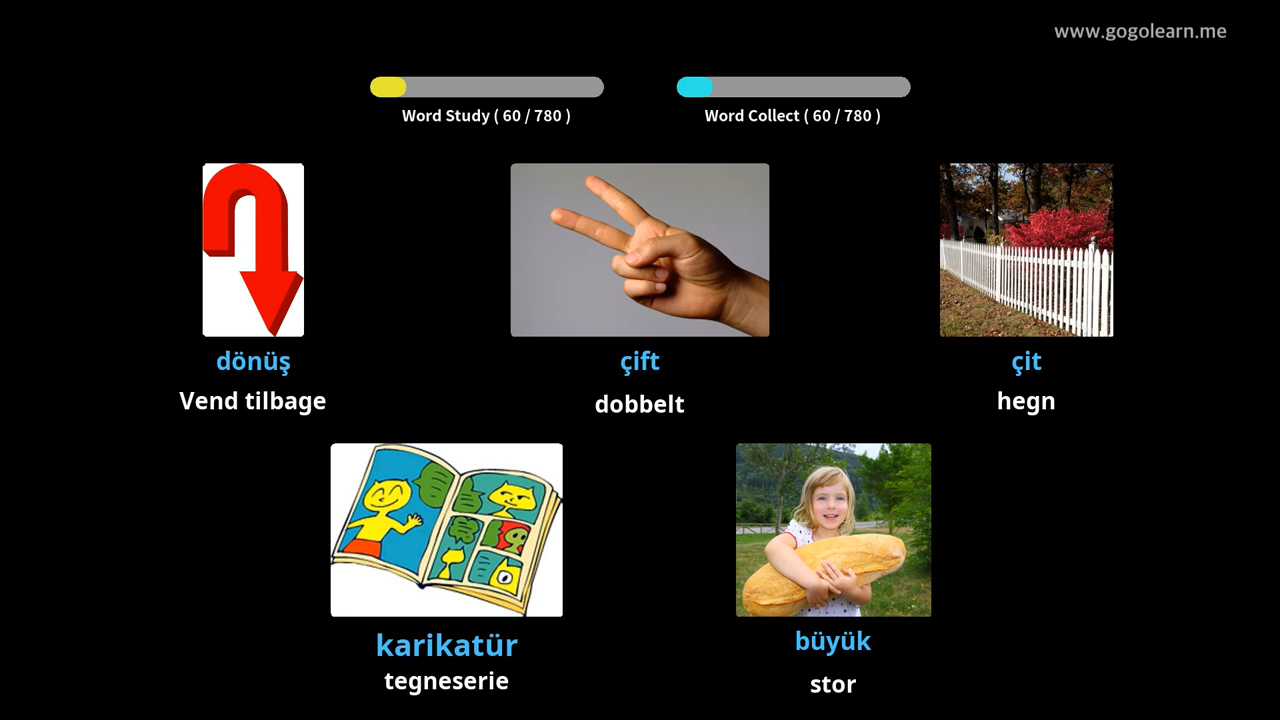 www.gogolearn.me
Word Study ( 60 / 780 )
Word Collect ( 60 / 780 )
dönüş
Vend tilbage
çift
dobbelt
çit
hegn
karikatür
tegneserie
büyük
stor